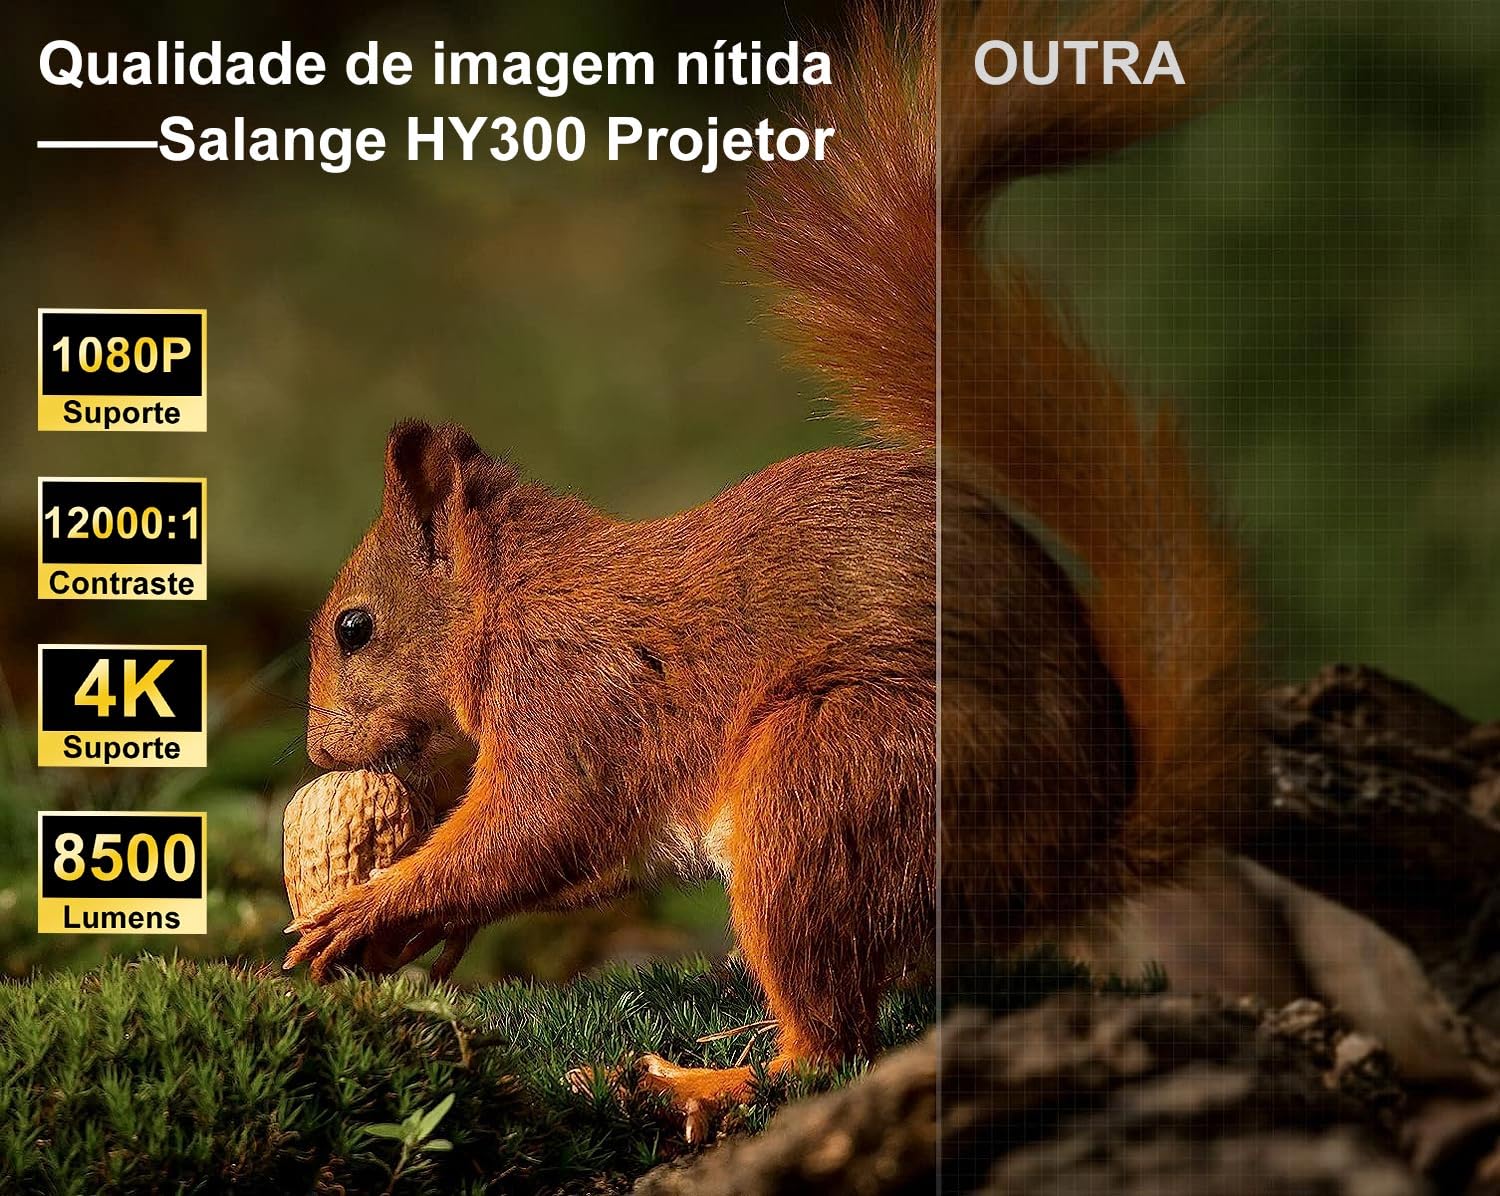 Qualidade de imagem nítida
——Salange HY300 Projetor
OUTRA
1080P
Suporte
12000:1
Contraste
4K
Suporte
8500
Lumens